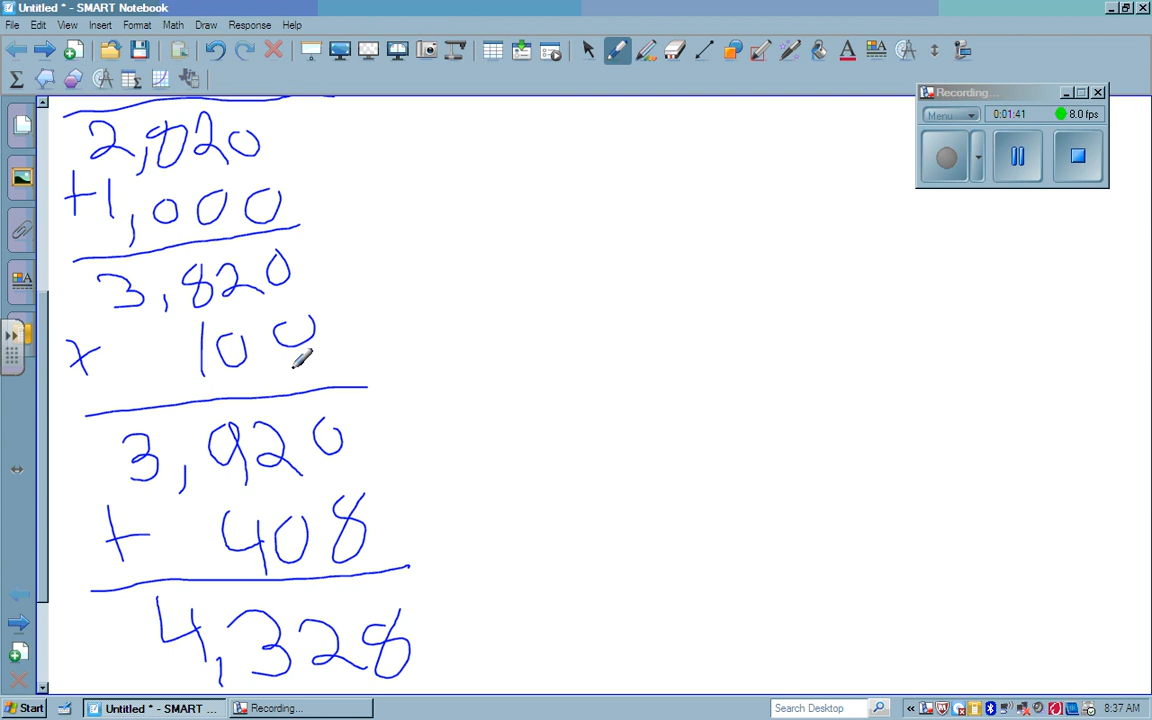 Untitled * - SMART Notebook
File Edit View Insert Format Math Draw Response Help
Recording...
Menu 0:01:41 8.0 fps
2,820
+1,000
3,820
+ 100
3,920
+ 408
4,328
Start Untitled * - SMART ... Recording... Search Desktop « 8:37 AM